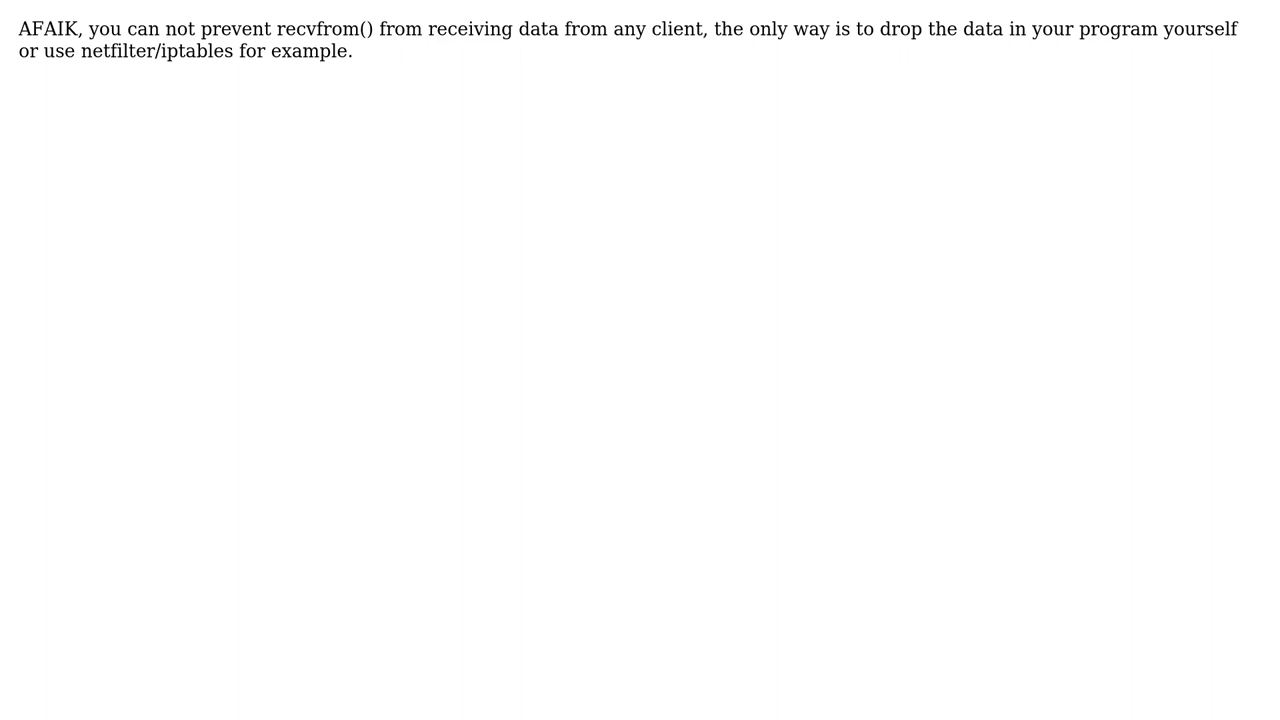 AFAIK, you can not prevent recvfrom() from receiving data from any client, the only way is to drop the data in your program yourself
or use netfilter/iptables for example.